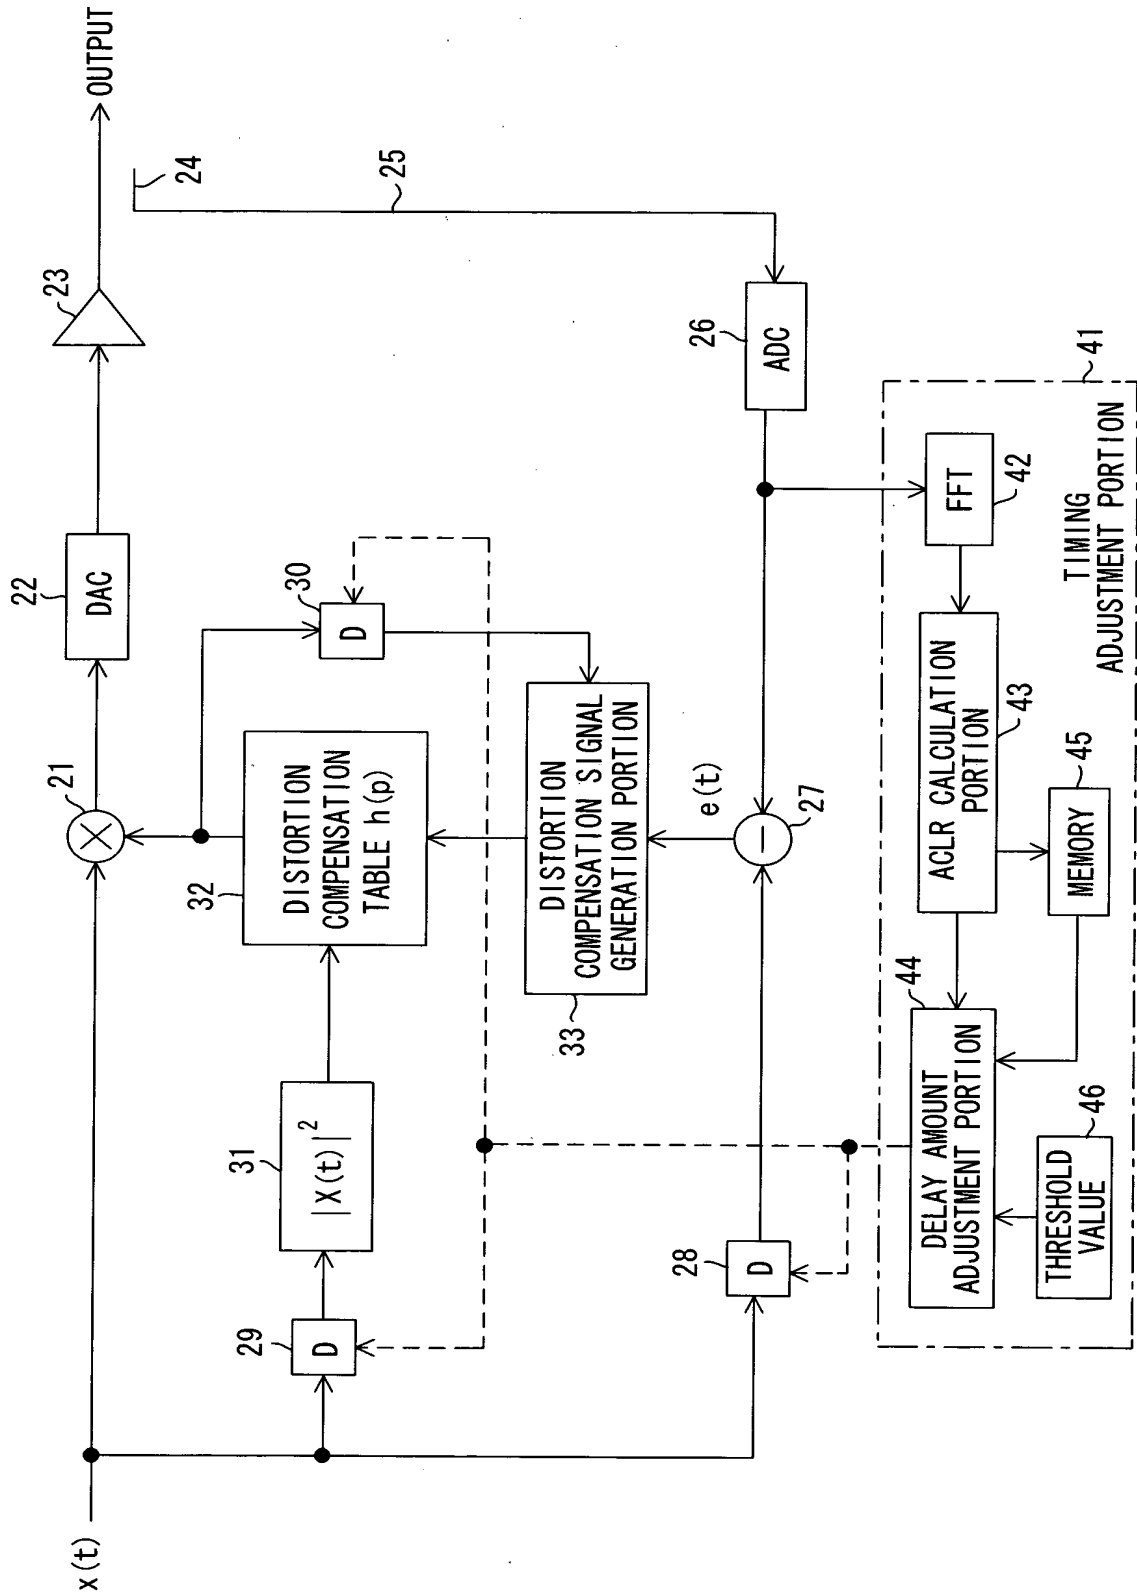 x(t)
21
22
DAC
23
OUTPUT
24
25
29
D
31
|X(t)|²
32
DISTORTION
COMPENSATION
TABLE h(p)
30
D
33
DISTORTION
COMPENSATION SIGNAL
GENERATION PORTION
28
D
e(t)
27
26
ADC
44
DELAY AMOUNT
ADJUSTMENT PORTION
ACLR CALCULATION
PORTION
43
FFT
42
46
THRESHOLD
VALUE
MEMORY
45
TIMING
ADJUSTMENT PORTION
41